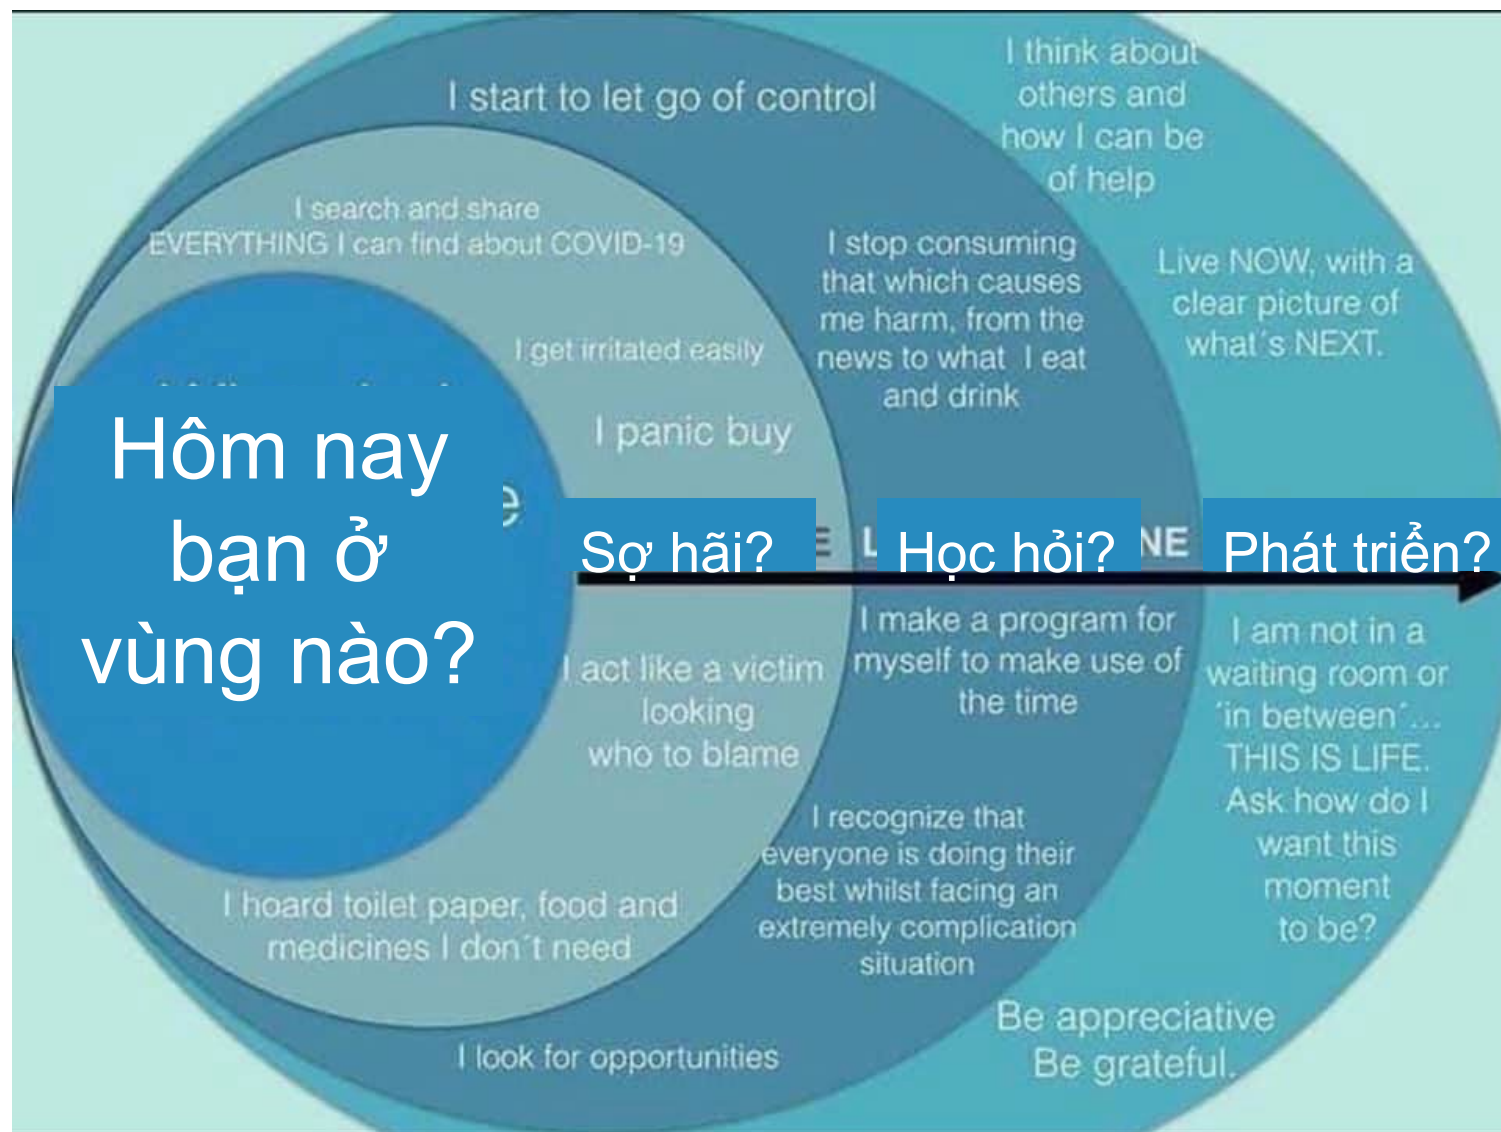 I start to let go of control
I think about
others and
how I can be
of help
I search and share
EVERYTHING I can find about COVID-19
I stop consuming
that which causes
me harm, from the
news to what I eat
and drink
Live NOW, with a
clear picture of
what´s NEXT.
I get irritated easily
I panic buy
Hôm nay
bạn ở
vùng nào?
Sợ hãi?
Học hỏi?
Phát triển?
I act like a victim
looking
who to blame
I make a program for
myself to make use of
the time
I am not in a
waiting room or
´in between´...
THIS IS LIFE.
Ask how do I
want this
moment
to be?
I recognize that
everyone is doing their
best whilst facing an
extremely complication
situation
I hoard toilet paper, food and
medicines I don´t need
I look for opportunities
Be appreciative
Be grateful.